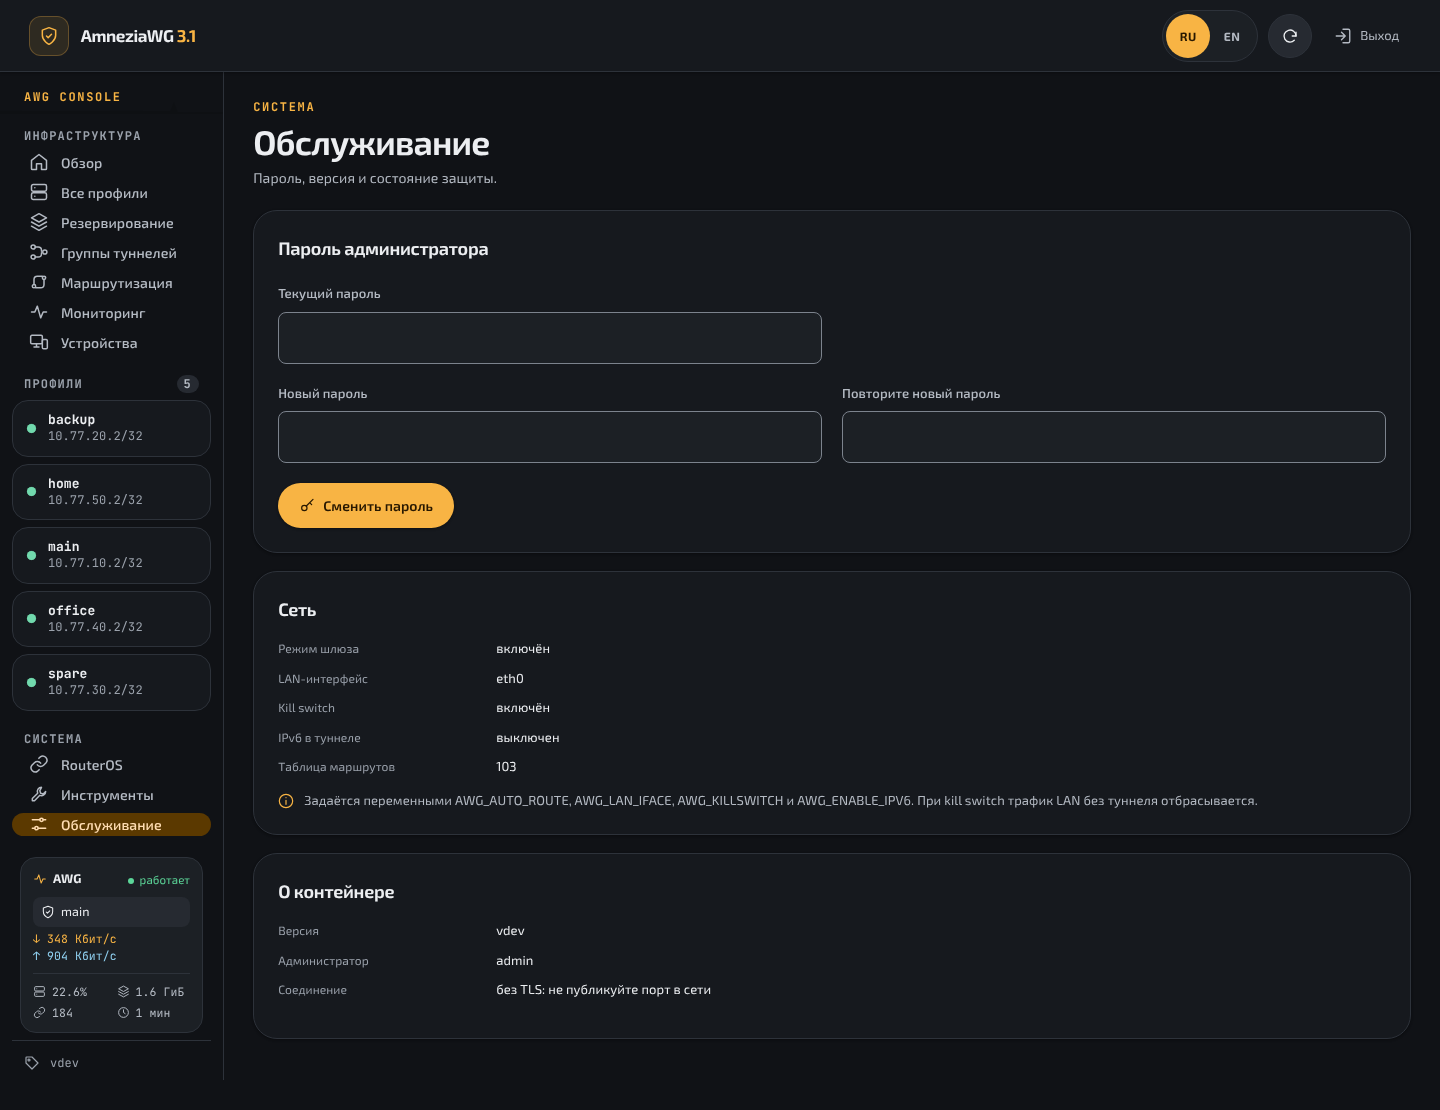 AmneziaWG 3.1
RU
EN
Выход
AWG CONSOLE
ИНФРАСТРУКТУРА
Обзор
Все профили
Резервирование
Группы туннелей
Маршрутизация
Мониторинг
Устройства
ПРОФИЛИ 5
backup
10.77.20.2/32
home
10.77.50.2/32
main
10.77.10.2/32
office
10.77.40.2/32
spare
10.77.30.2/32
СИСТЕМА
RouterOS
Инструменты
Обслуживание
AWG работает
main
↓ 348 Кбит/с
↑ 904 Кбит/с
22.6% 1.6 ГиБ
184 1 мин
vdev
СИСТЕМА
Обслуживание
Пароль, версия и состояние защиты.
Пароль администратора
Текущий пароль
Новый пароль Повторите новый пароль
Сменить пароль
Сеть
Режим шлюза включён
LAN-интерфейс eth0
Kill switch включён
IPv6 в туннеле выключен
Таблица маршрутов 103
Задаётся переменными AWG_AUTO_ROUTE, AWG_LAN_IFACE, AWG_KILLSWITCH и AWG_ENABLE_IPV6. При kill switch трафик LAN без туннеля отбрасывается.
О контейнере
Версия vdev
Администратор admin
Соединение без TLS: не публикуйте порт в сети